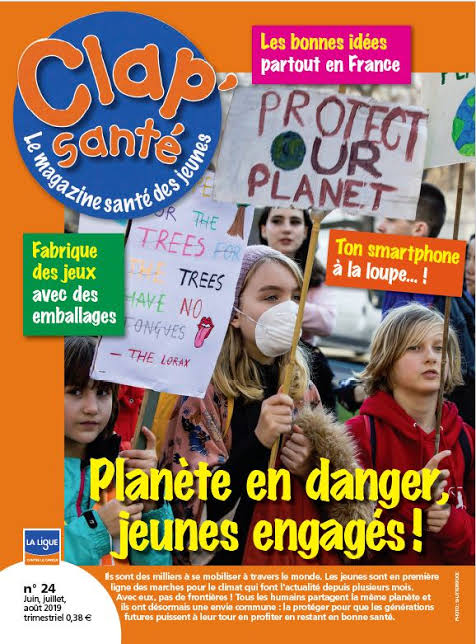 Clap'
santé
Le magazine santé des jeunes
Les bonnes idées
partout en France
PROTECT
OUR
PLANET
OR THE
TREES FOR
THE TREES
HAVE NO
TONGUES
- THE LORAX
Fabrique
des jeux
avec des
emballages
Ton smartphone
à la loupe... !
Planète en danger,
jeunes engagés !
LA LIGUE
CONTRE LE CANCER
n° 24
Juin, juillet,
août 2019
trimestriel 0,38 €
Ils sont des milliers à se mobiliser à travers le monde. Les jeunes sont en première
ligne des marches pour le climat qui font l'actualité depuis plusieurs mois.
Avec eux, pas de frontières ! Tous les humains partagent la même planète et
ils ont désormais une envie commune : la protéger pour que les générations
futures puissent à leur tour en profiter en restant en bonne santé.
PHOTO: SHUTTERSTOCK